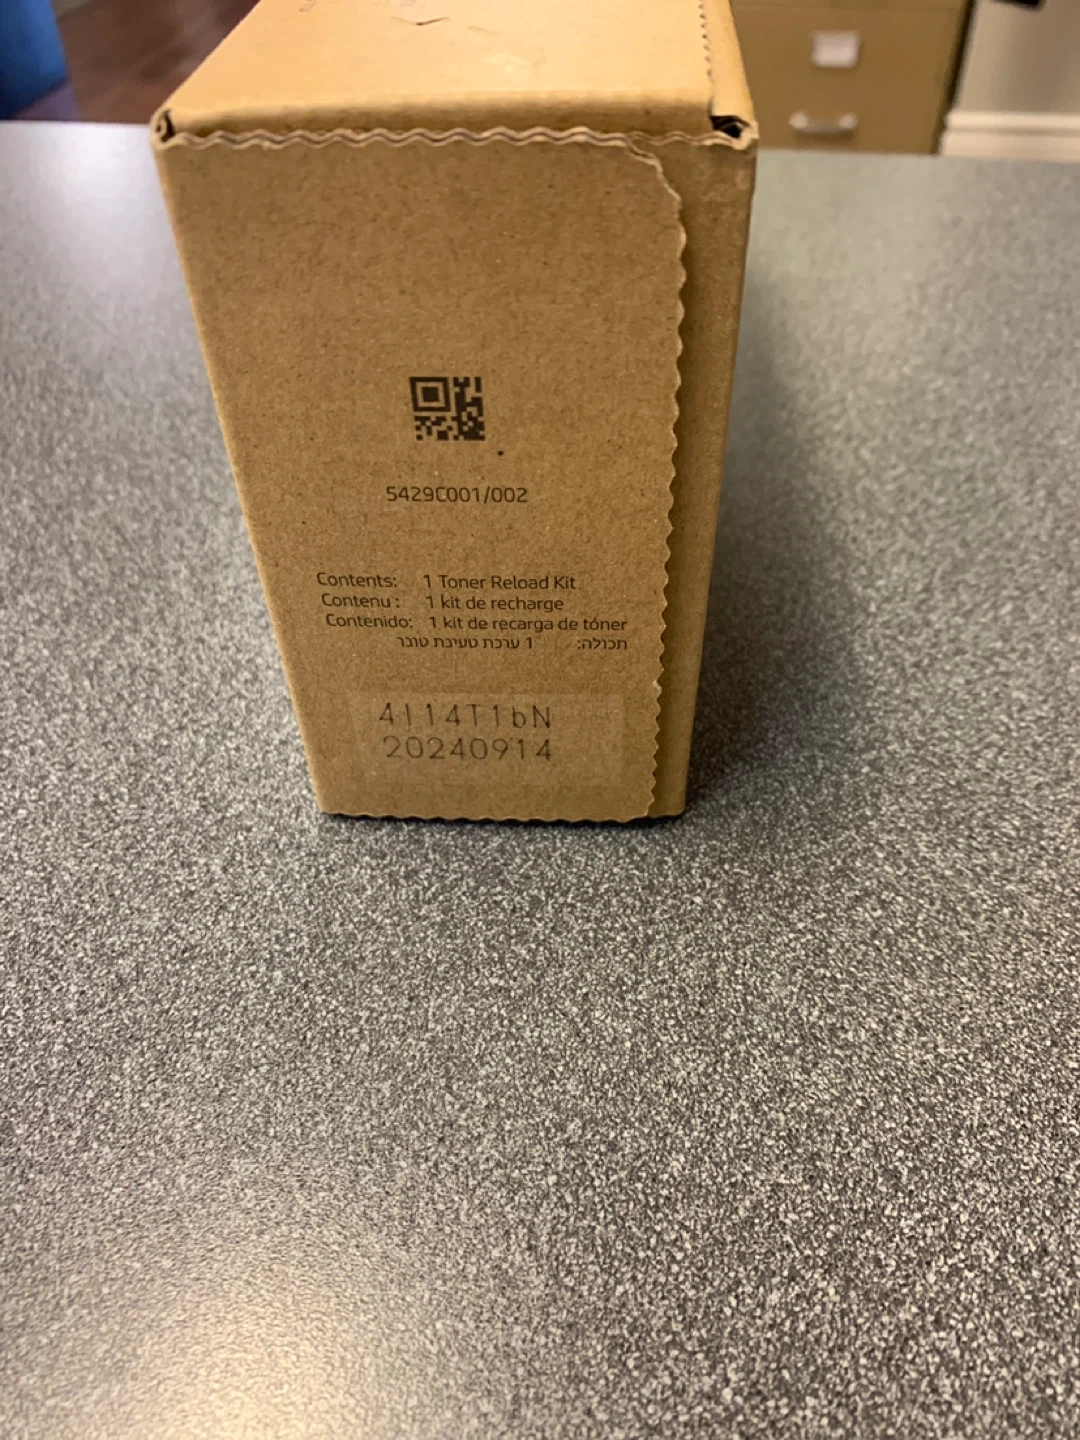 5429C001/002
Contents: 1 Toner Reload Kit
Contenu : 1 kit de recharge
Contenido: 1 kit de recarga de tóner
תכולה: 1 ערכת טעינת טונר
4I14T1bN
20240914